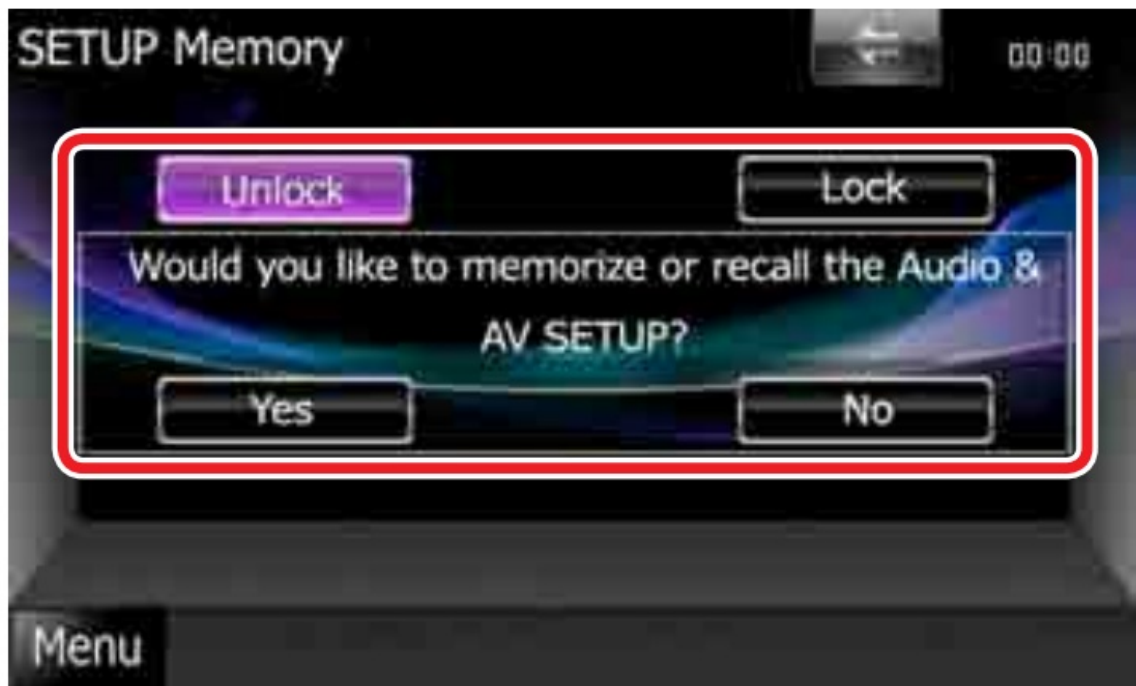 SETUP Memory
00:00
Unlock
Lock
Would you like to memorize or recall the Audio &
AV SETUP?
Yes
No
Menu